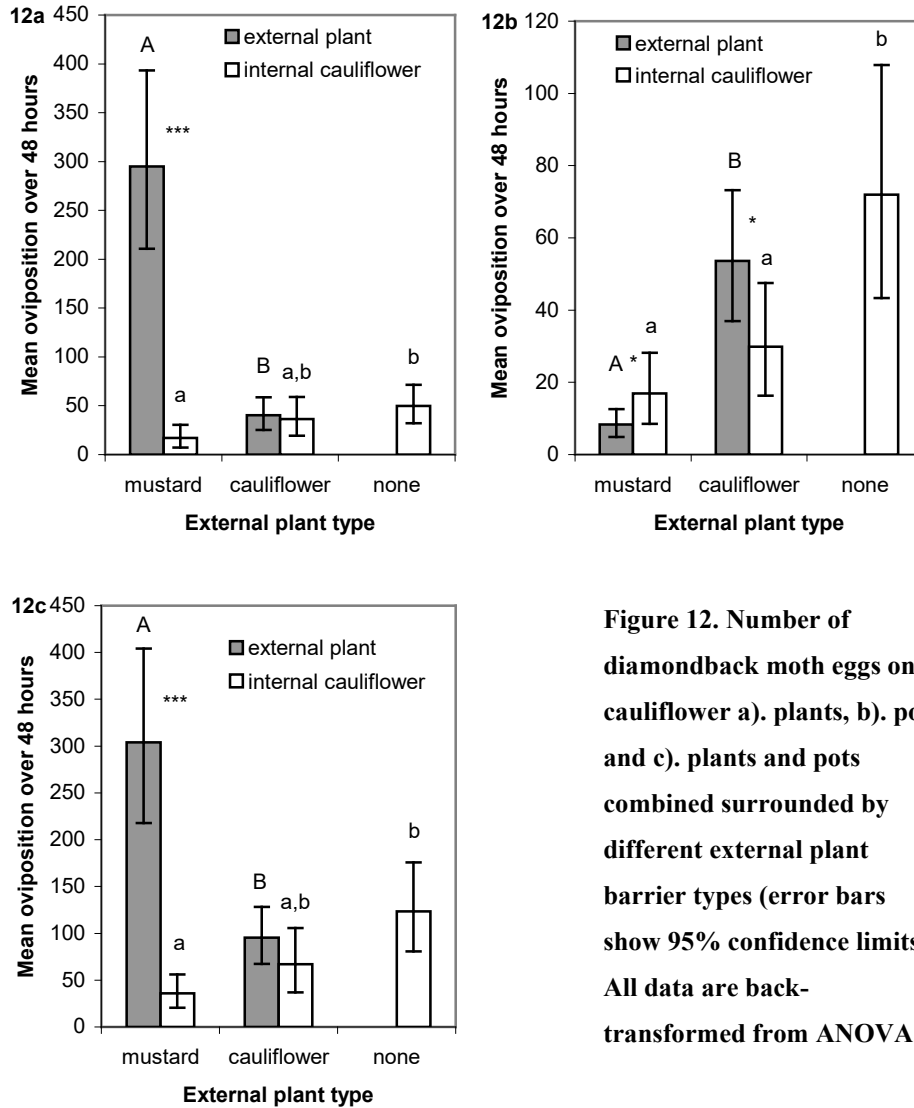 12a
450
400
350
300
250
200
150
100
50
0
Mean oviposition over 48 hours
external plant
internal cauliflower
A
***
a
B
a,b
b
mustard cauliflower none
External plant type
12b
120
100
80
60
40
20
0
Mean oviposition over 48 hours
external plant
internal cauliflower
A
*
a
B
*
a
b
mustard cauliflower none
External plant type
12c
450
400
350
300
250
200
150
100
50
0
Mean oviposition over 48 hours
external plant
internal cauliflower
A
***
a
B
a,b
b
mustard cauliflower none
External plant type
Figure 12. Number of
diamondback moth eggs on
cauliflower a). plants, b).
and c). plants and pots
combined surrounded by
different external plant
barrier types (error bars
show 95% confidence limits
All data are back-
transformed from ANOVA